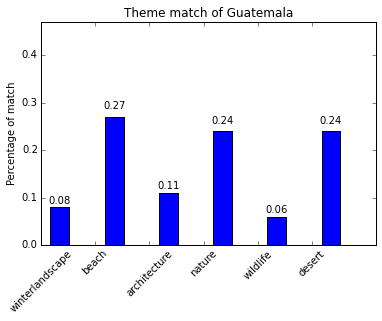 Theme match of Guatemala
Percentage of match
0.4
0.3
0.2
0.1
0.0
0.08
0.27
0.11
0.24
0.06
0.24
winterlandscape
beach
architecture
nature
wildlife
desert